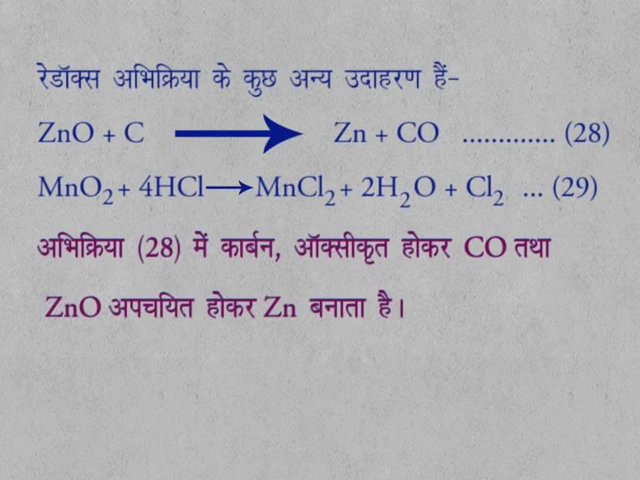 रेडॉक्स अभिक्रिया के कुछ अन्य उदाहरण हैं–
ZnO + C ⟶ Zn + CO ............. (28)
MnO₂ + 4HCl ⟶ MnCl₂ + 2H₂O + Cl₂ ... (29)
अभिक्रिया (28) में कार्बन, ऑक्सीकृत होकर CO तथा
ZnO अपचयित होकर Zn बनाता है।